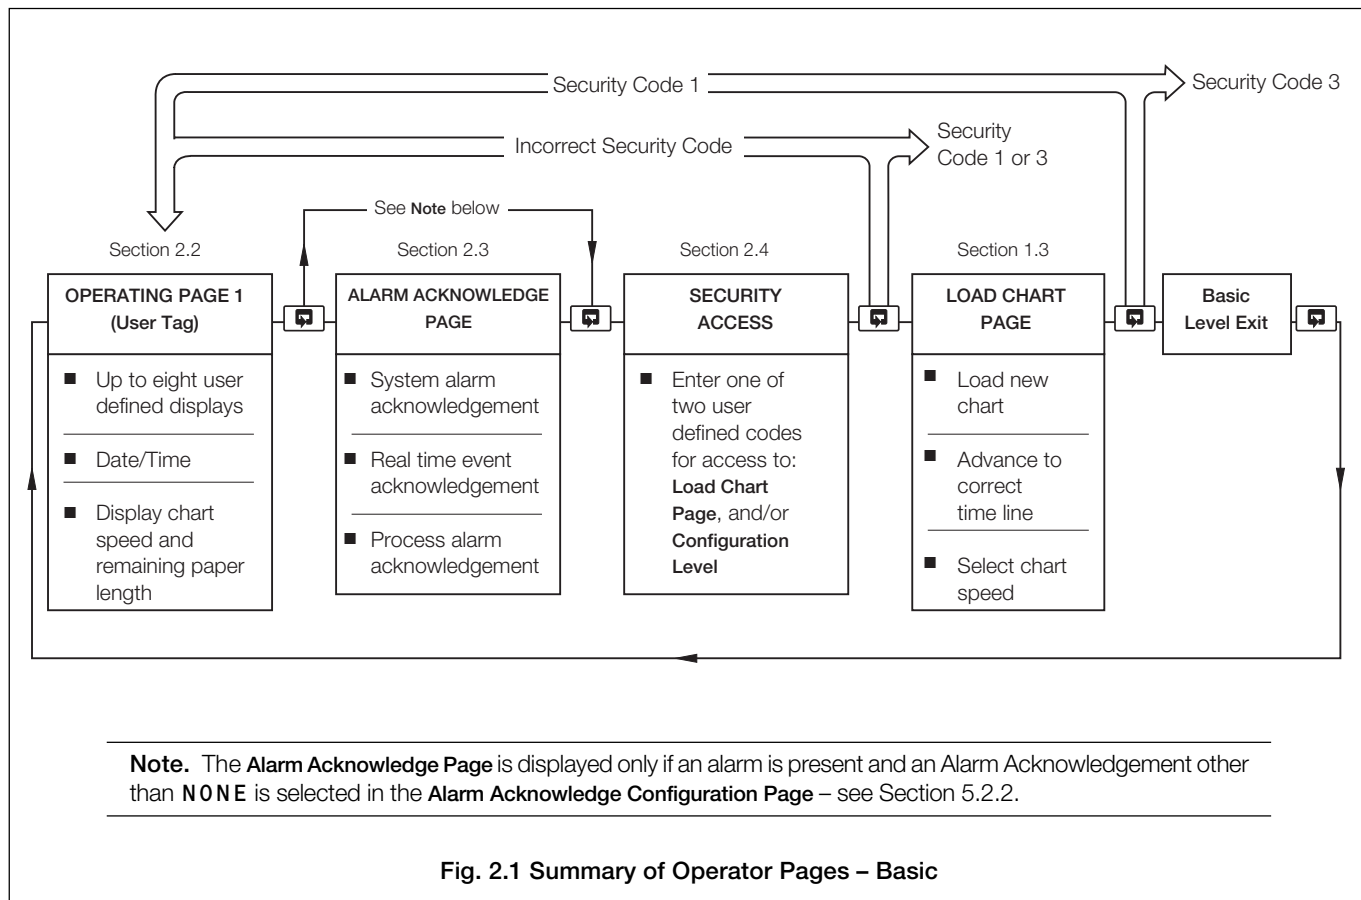 Security Code 1
Security Code 3
Incorrect Security Code
Security
Code 1 or 3
See Note below
Section 2.2
OPERATING PAGE 1
(User Tag)
■ Up to eight user
defined displays
■ Date/Time
■ Display chart
speed and
remaining paper
length
Section 2.3
ALARM ACKNOWLEDGE
PAGE
■ System alarm
acknowledgement
■ Real time event
acknowledgement
■ Process alarm
acknowledgement
Section 2.4
SECURITY
ACCESS
■ Enter one of
two user
defined codes
for access to:
Load Chart
Page, and/or
Configuration
Level
Section 1.3
LOAD CHART
PAGE
■ Load new
chart
■ Advance to
correct
time line
■ Select chart
speed
Basic
Level Exit
Note. The Alarm Acknowledge Page is displayed only if an alarm is present and an Alarm Acknowledgement other
than NONE is selected in the Alarm Acknowledge Configuration Page – see Section 5.2.2.
Fig. 2.1 Summary of Operator Pages – Basic